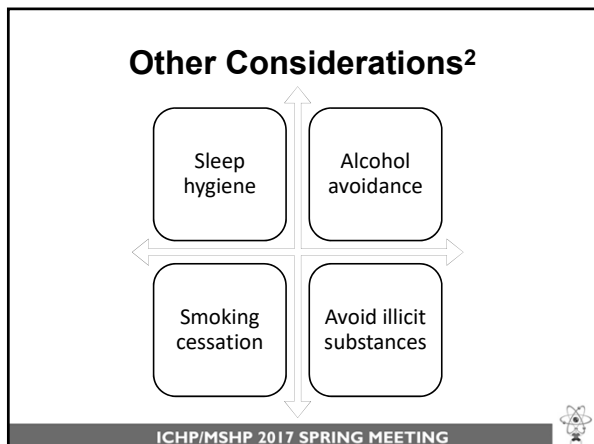 Other Considerations²
Sleep
hygiene
Alcohol
avoidance
Smoking
cessation
Avoid illicit
substances
ICHP/MSHP 2017 SPRING MEETING